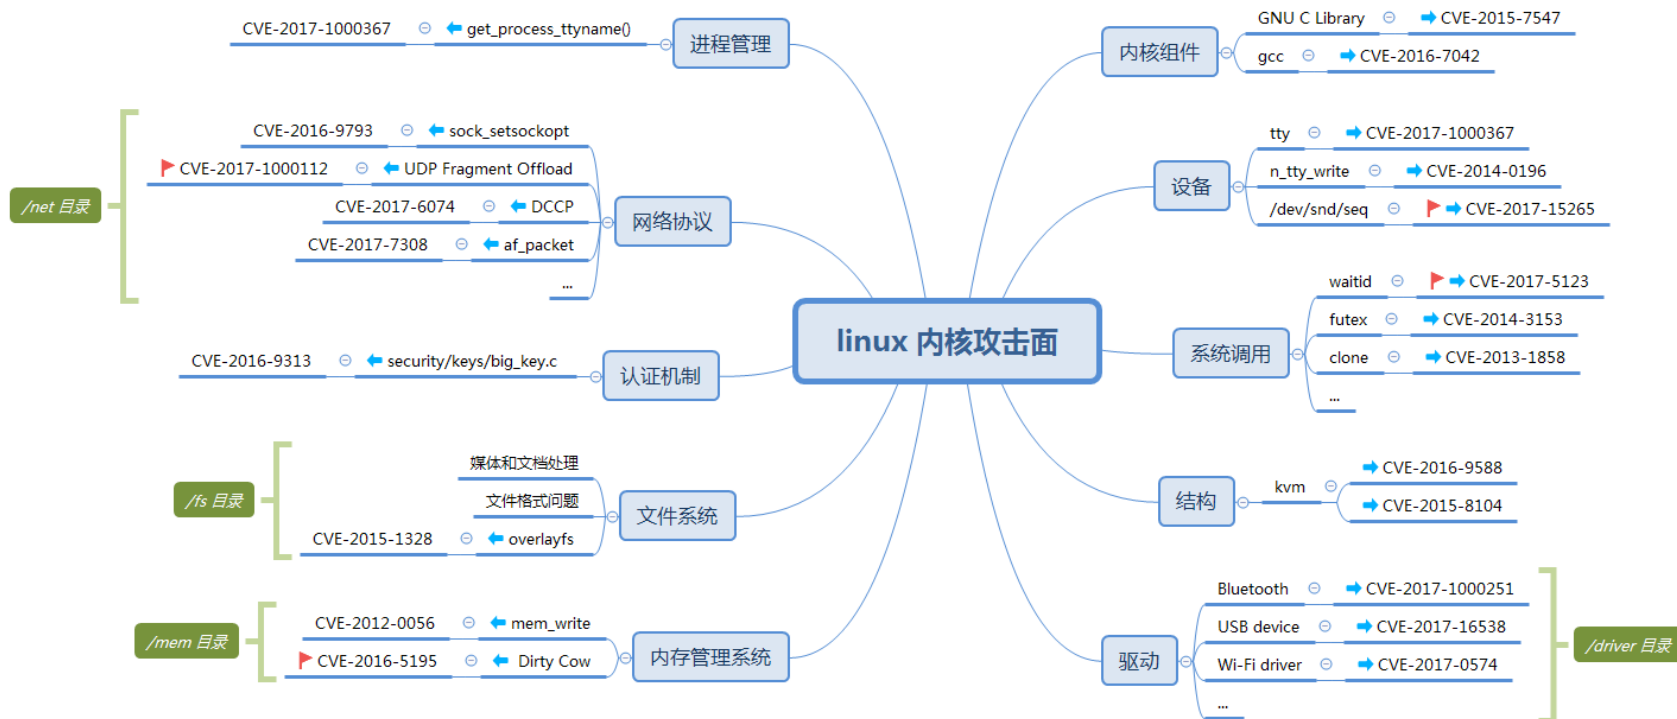 linux 内核攻击面
进程管理
get_process_ttyname()
CVE-2017-1000367
网络协议
/net 目录
sock_setsockopt
CVE-2016-9793
UDP Fragment Offload
CVE-2017-1000112
DCCP
CVE-2017-6074
af_packet
CVE-2017-7308
...
认证机制
security/keys/big_key.c
CVE-2016-9313
文件系统
/fs 目录
媒体和文档处理
文件格式问题
overlayfs
CVE-2015-1328
内存管理系统
/mem 目录
mem_write
CVE-2012-0056
Dirty Cow
CVE-2016-5195
内核组件
GNU C Library
CVE-2015-7547
gcc
CVE-2016-7042
设备
tty
CVE-2017-1000367
n_tty_write
CVE-2014-0196
/dev/snd/seq
CVE-2017-15265
系统调用
waitid
CVE-2017-5123
futex
CVE-2014-3153
clone
CVE-2013-1858
...
结构
kvm
CVE-2016-9588
CVE-2015-8104
驱动
Bluetooth
CVE-2017-1000251
USB device
CVE-2017-16538
Wi-Fi driver
CVE-2017-0574
...
/driver 目录